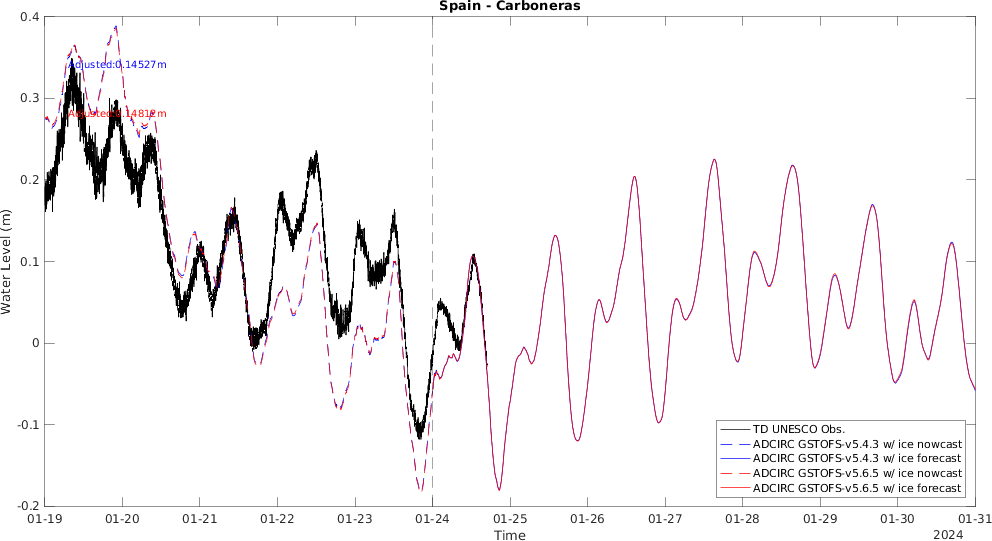 Spain - Carboneras
0.4
0.3
0.2
0.1
0
-0.1
-0.2
Water Level (m)
Adjusted:0.14527m
Adjusted:0.14812m
TD UNESCO Obs.
ADCIRC GSTOFS-v5.4.3 w/ ice nowcast
ADCIRC GSTOFS-v5.4.3 w/ ice forecast
ADCIRC GSTOFS-v5.6.5 w/ ice nowcast
ADCIRC GSTOFS-v5.6.5 w/ ice forecast
01-19 01-20 01-21 01-22 01-23 01-24 01-25 01-26 01-27 01-28 01-29 01-30 01-31
Time
2024